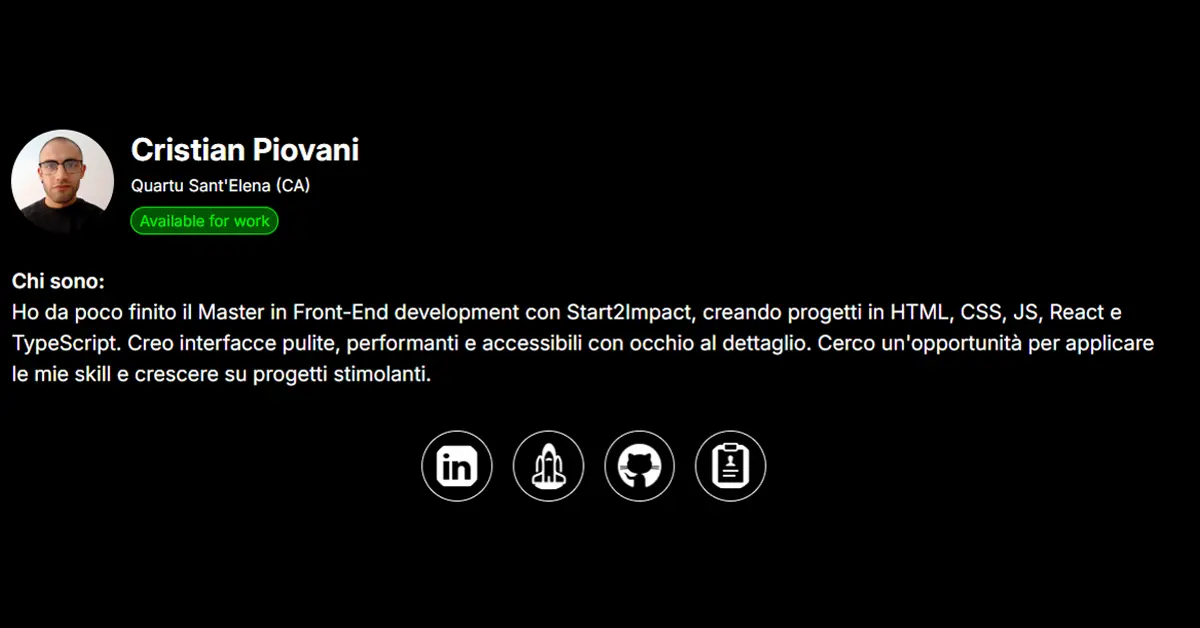 Cristian Piovani
Quartu Sant'Elena (CA)
Available for work
Chi sono:
Ho da poco finito il Master in Front-End development con Start2Impact, creando progetti in HTML, CSS, JS, React e
TypeScript. Creo interfacce pulite, performanti e accessibili con occhio al dettaglio. Cerco un'opportunità per applicare
le mie skill e crescere su progetti stimolanti.
in